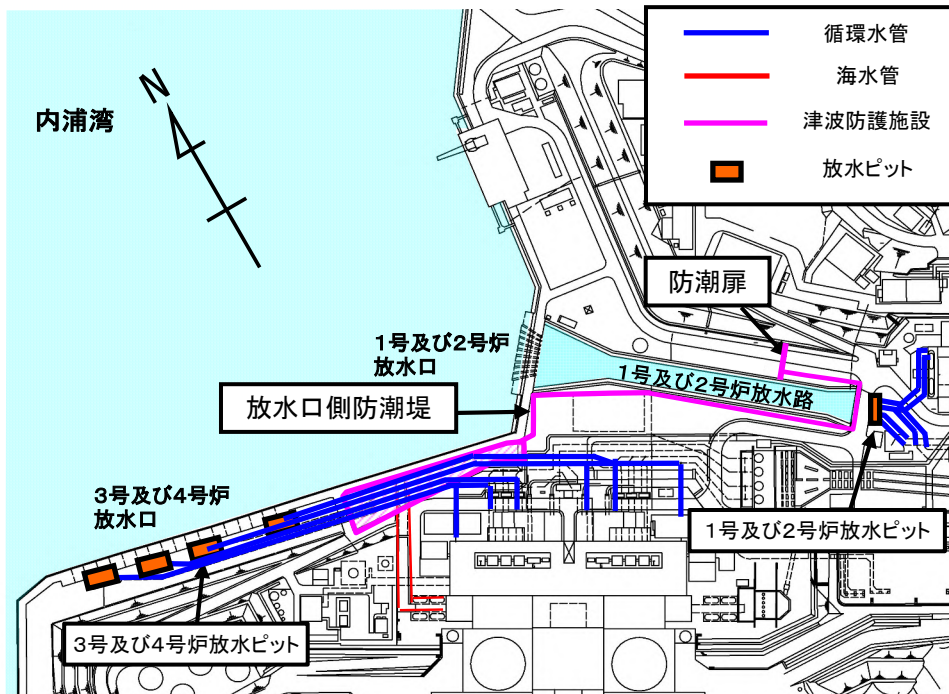 循環水管
海水管
津波防護施設
放水ピット
N
内浦湾
防潮扉
1号及び2号炉
放水口
1号及び2号炉放水路
放水口側防潮堤
3号及び4号炉
放水口
1号及び2号炉放水ピット
3号及び4号炉放水ピット